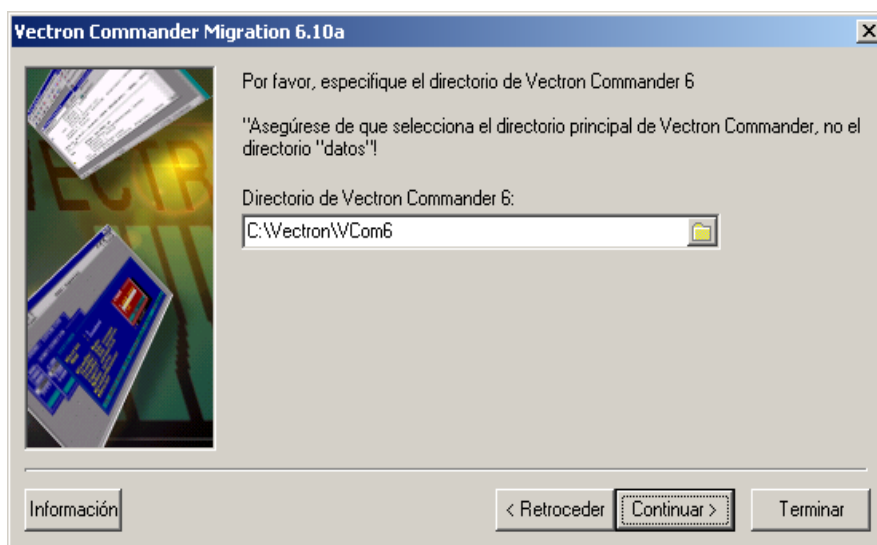 Vectron Commander Migration 6.10a
Por favor, especifique el directorio de Vectron Commander 6
"Asegúrese de que selecciona el directorio principal de Vectron Commander, no el
directorio "datos"!
Directorio de Vectron Commander 6:
C:\Vectron\VCom6
Información
< Retroceder
Continuar >
Terminar